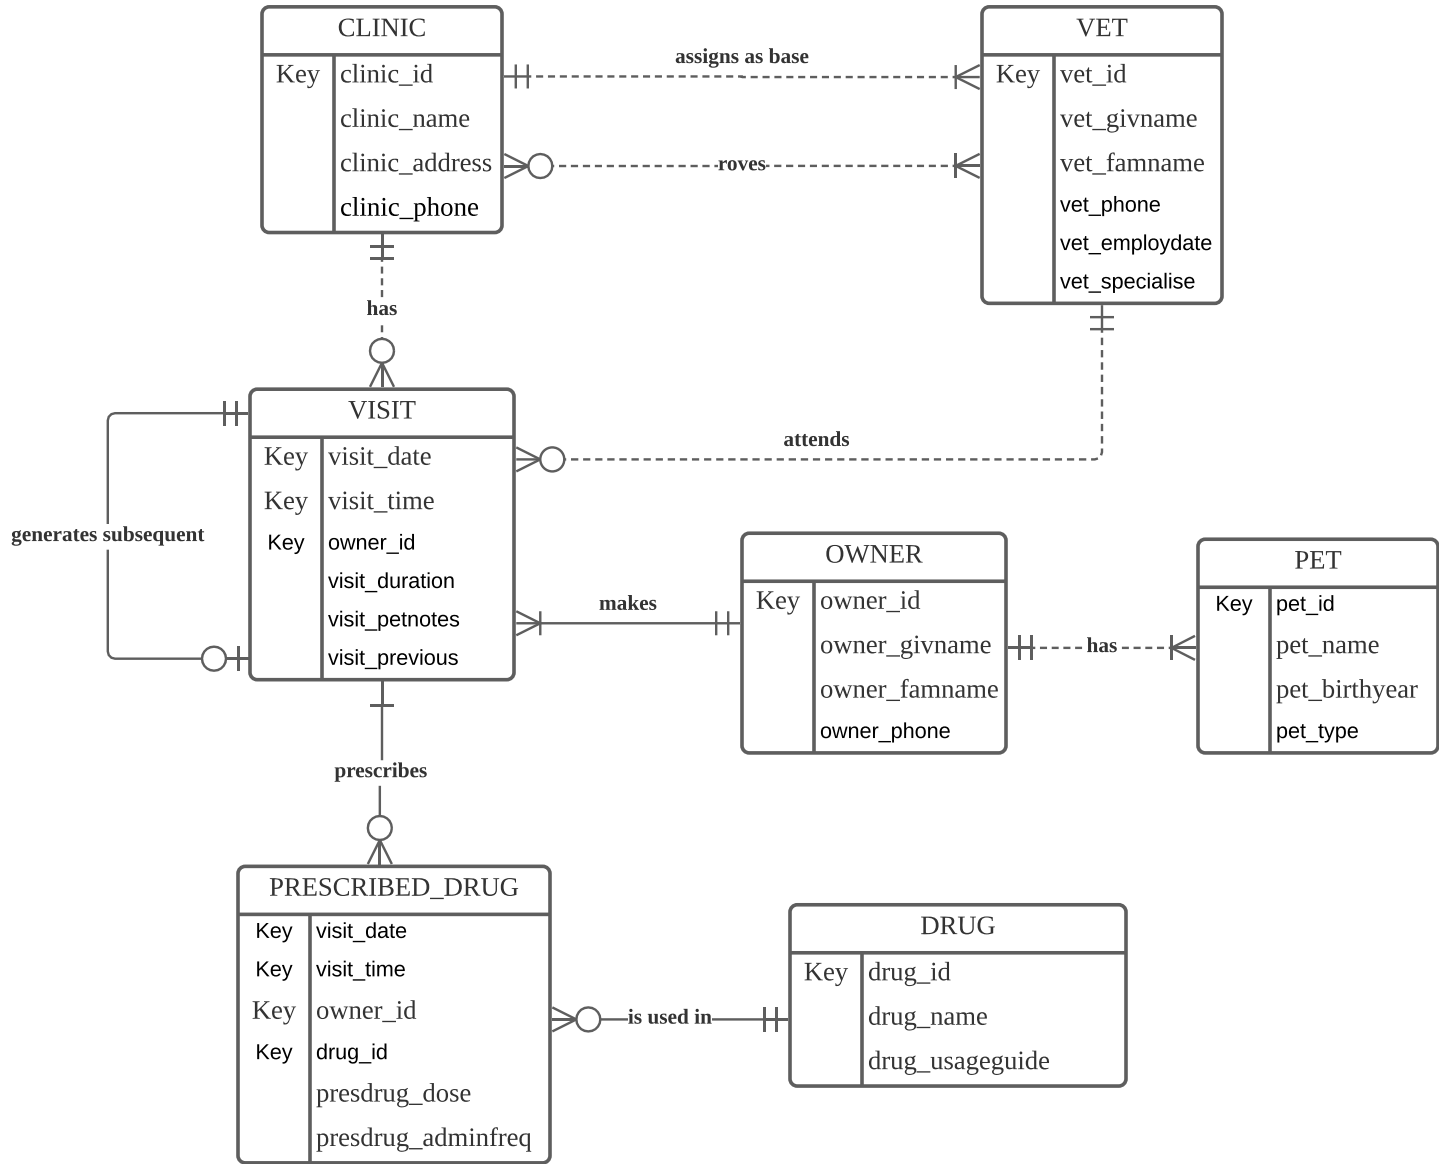 CLINIC
Key clinic_id
clinic_name
clinic_address
clinic_phone
assigns as base
roves
VET
Key vet_id
vet_givname
vet_famname
vet_phone
vet_employdate
vet_specialise
has
attends
VISIT
Key visit_date
Key visit_time
Key owner_id
visit_duration
visit_petnotes
visit_previous
generates subsequent
makes
OWNER
Key owner_id
owner_givname
owner_famname
owner_phone
has
PET
Key pet_id
pet_name
pet_birthyear
pet_type
prescribes
PRESCRIBED_DRUG
Key visit_date
Key visit_time
Key owner_id
Key drug_id
presdrug_dose
presdrug_adminfreq
is used in
DRUG
Key drug_id
drug_name
drug_usageguide